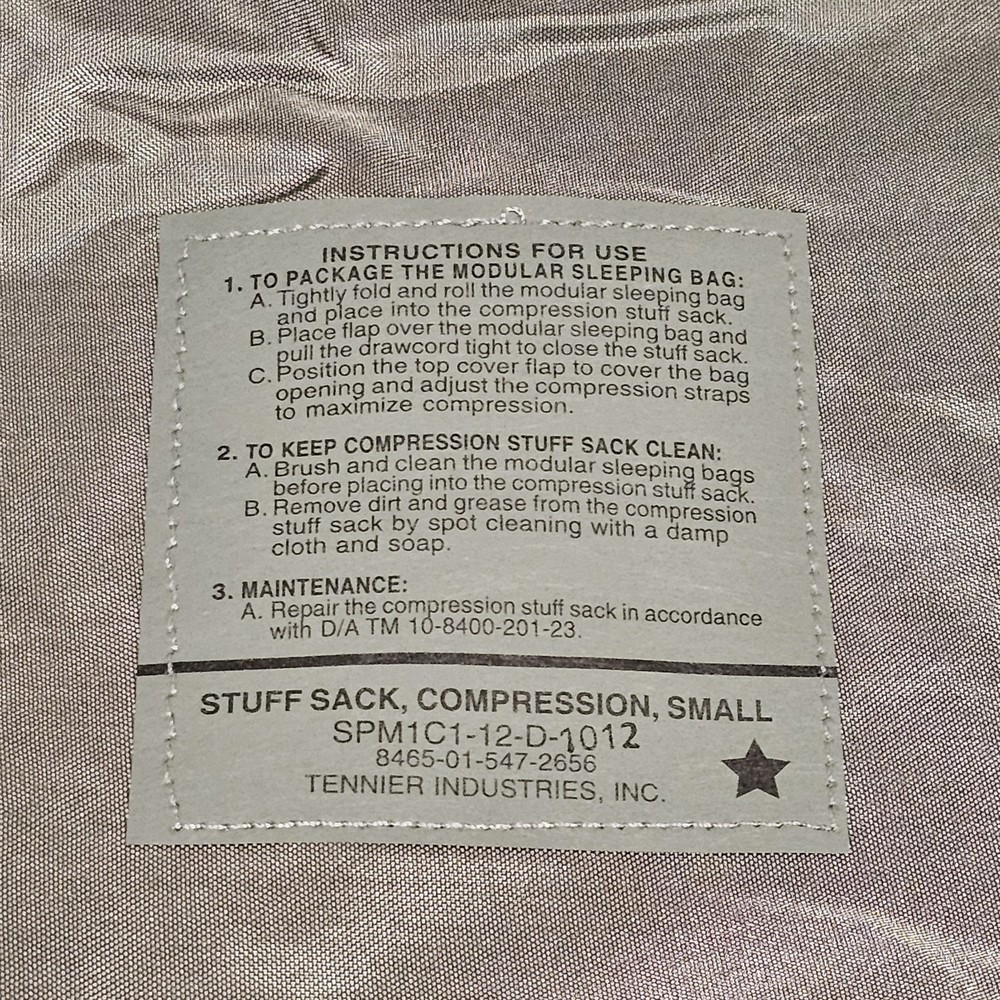 INSTRUCTIONS FOR USE
1. TO PACKAGE THE MODULAR SLEEPING BAG:
A. Tightly fold and roll the modular sleeping bag
and place into the compression stuff sack.
B. Place flap over the modular sleeping bag and
pull the drawcord tight to close the stuff sack.
C. Position the top cover flap to cover the bag
opening and adjust the compression straps
to maximize compression.
2. TO KEEP COMPRESSION STUFF SACK CLEAN:
A. Brush and clean the modular sleeping bags
before placing into the compression stuff sack.
B. Remove dirt and grease from the compression
stuff sack by spot cleaning with a damp
cloth and soap.
3. MAINTENANCE:
A. Repair the compression stuff sack in accordance
with D/A TM 10-8400-201-23.
STUFF SACK, COMPRESSION, SMALL
SPM1C1-12-D-1012
8465-01-547-2656
TENNIER INDUSTRIES, INC.